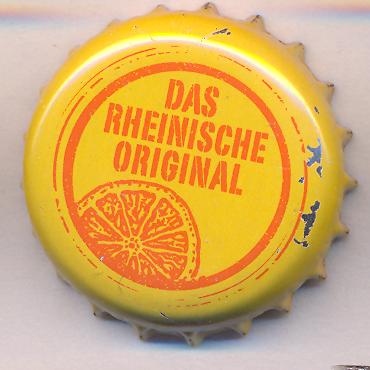 DAS
RHEINISCHE
ORIGINAL